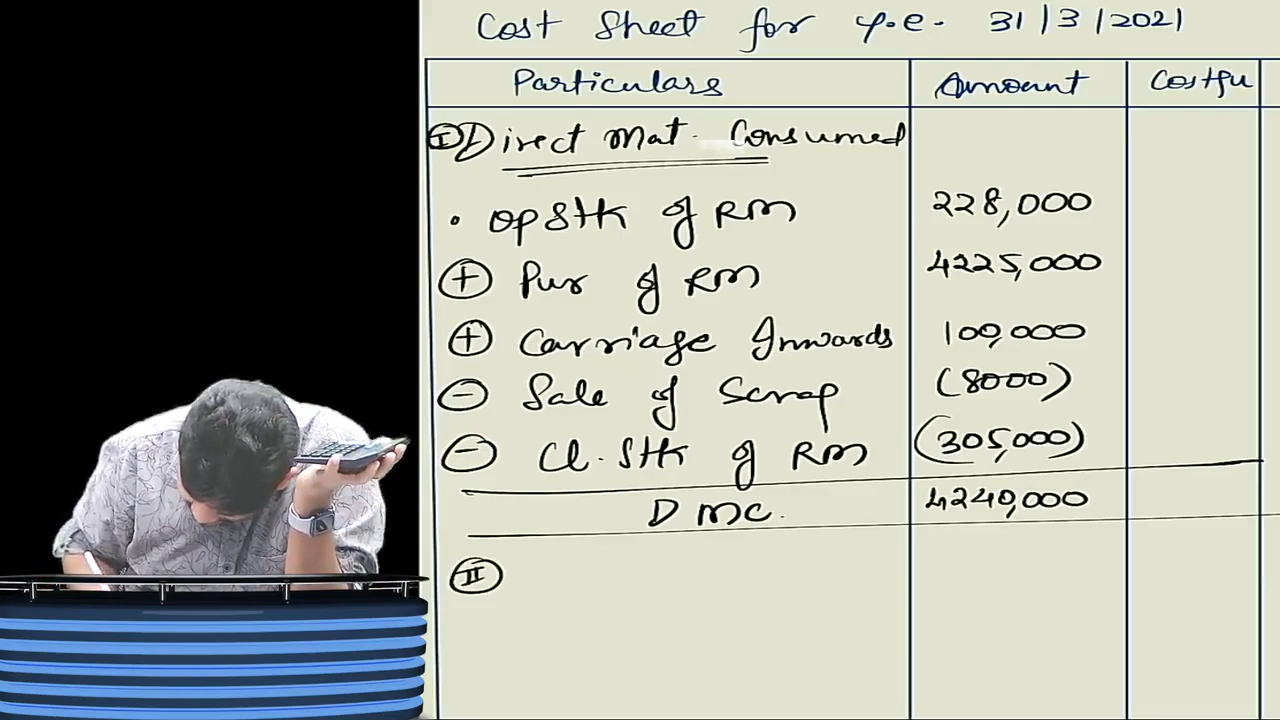 Cost Sheet for y.e. 31/3/2021
Particulars Amount Cost pu
I Direct Mat. Consumed
• Op Stk of RM 228,000
+ Pur of RM 4225,000
+ Carriage Inwards 100,000
- Sale of Scrap (8000)
- Cl. Stk of RM (305,000)
DMC. 4240,000
II